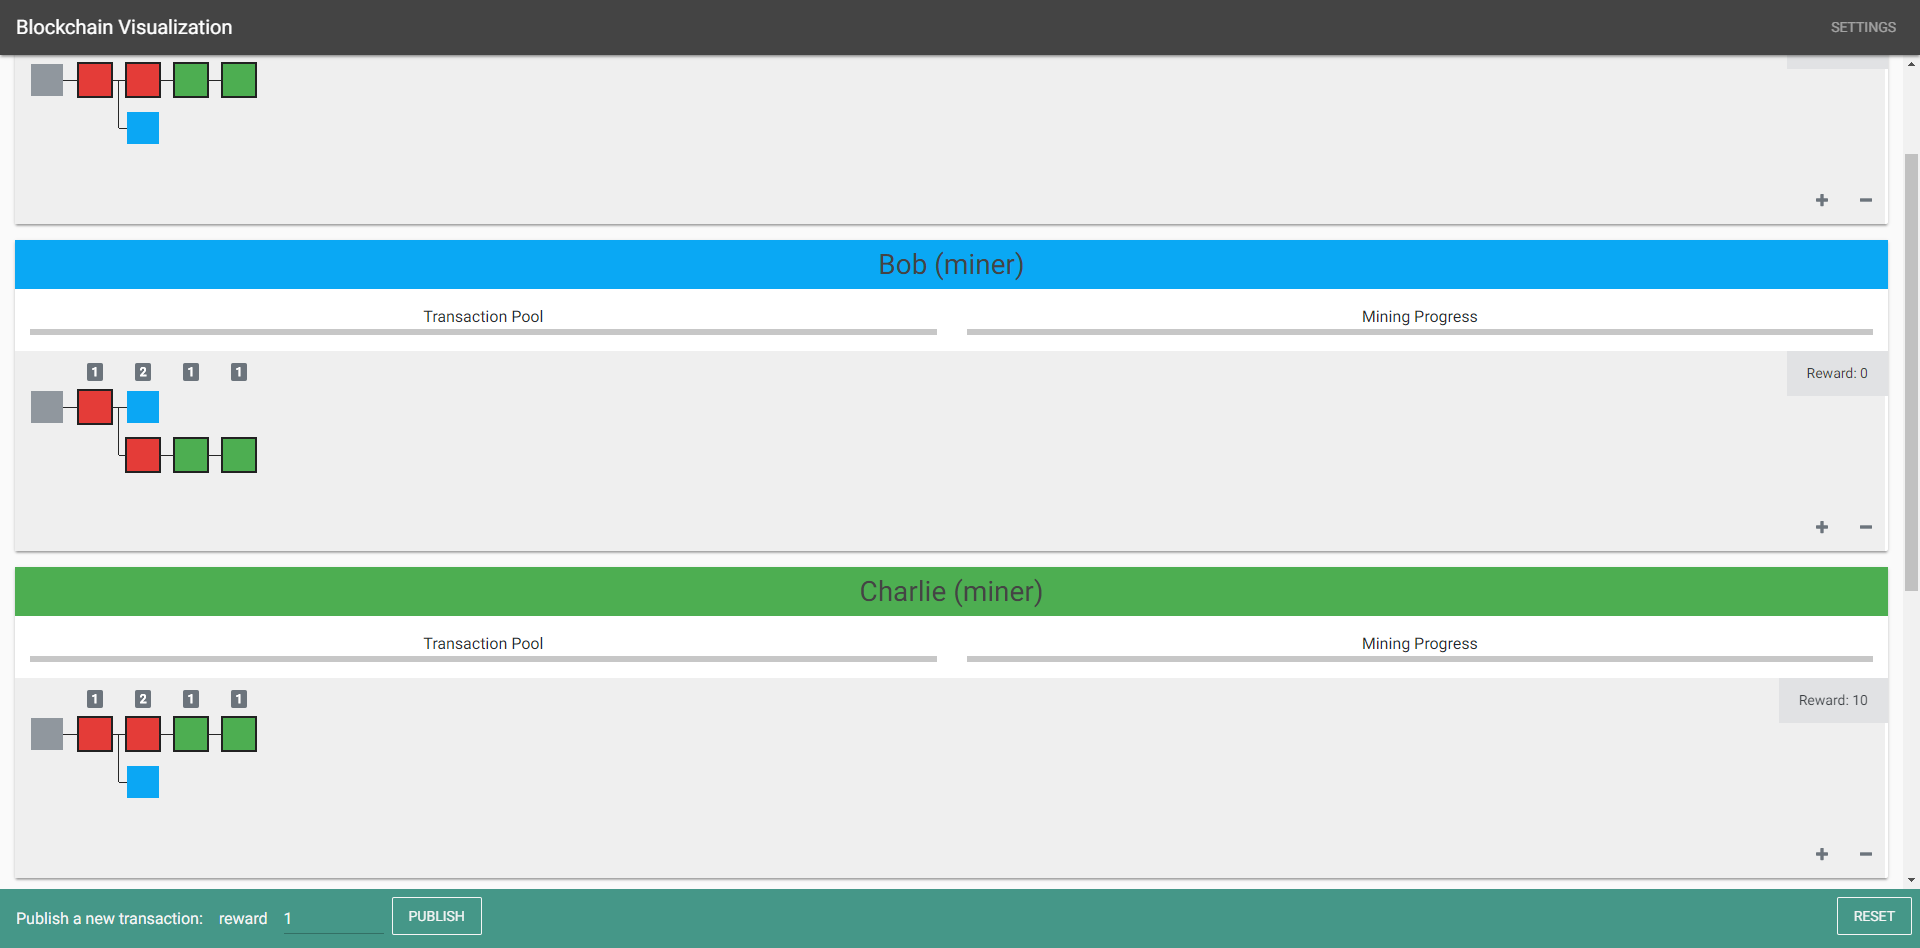 Blockchain Visualization
SETTINGS
Bob (miner)
Transaction Pool
Mining Progress
1 2 1 1
Reward: 0
Charlie (miner)
Transaction Pool
Mining Progress
1 2 1 1
Reward: 10
Publish a new transaction: reward 1 PUBLISH
RESET